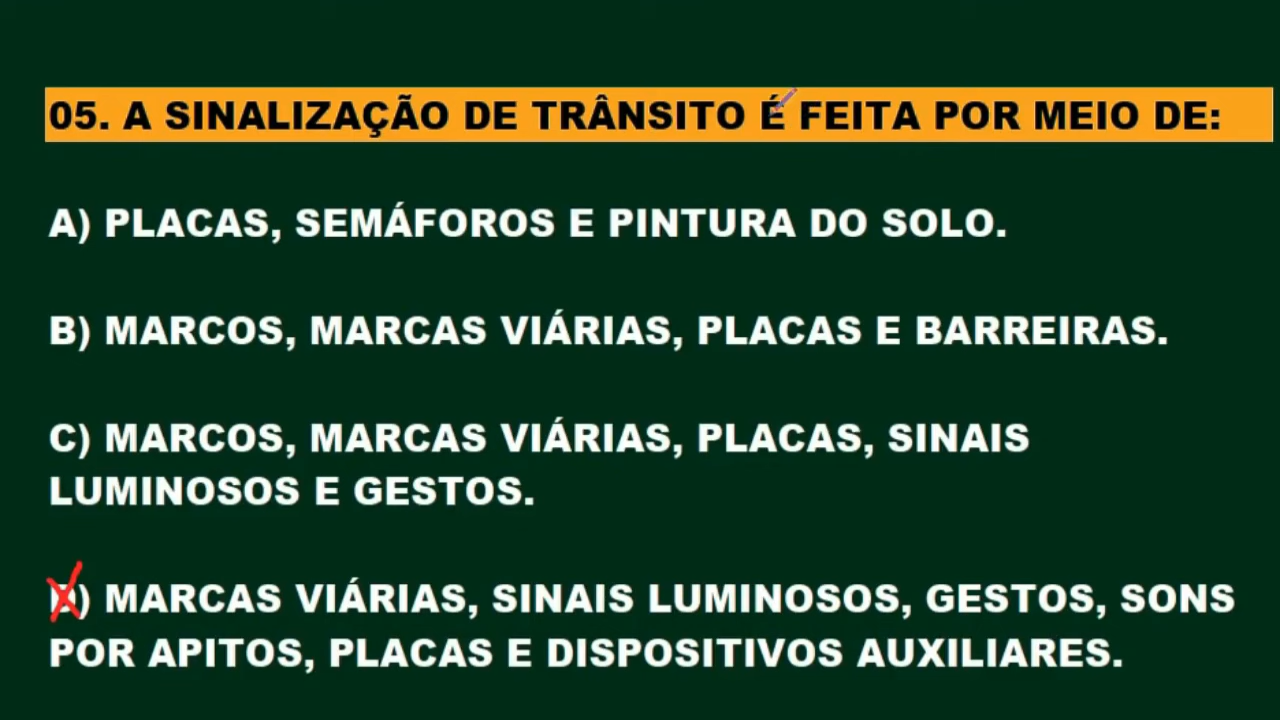 05. A SINALIZAÇÃO DE TRÂNSITO É FEITA POR MEIO DE:
A) PLACAS, SEMÁFOROS E PINTURA DO SOLO.
B) MARCOS, MARCAS VIÁRIAS, PLACAS E BARREIRAS.
C) MARCOS, MARCAS VIÁRIAS, PLACAS, SINAIS
LUMINOSOS E GESTOS.
D) MARCAS VIÁRIAS, SINAIS LUMINOSOS, GESTOS, SONS
POR APITOS, PLACAS E DISPOSITIVOS AUXILIARES.